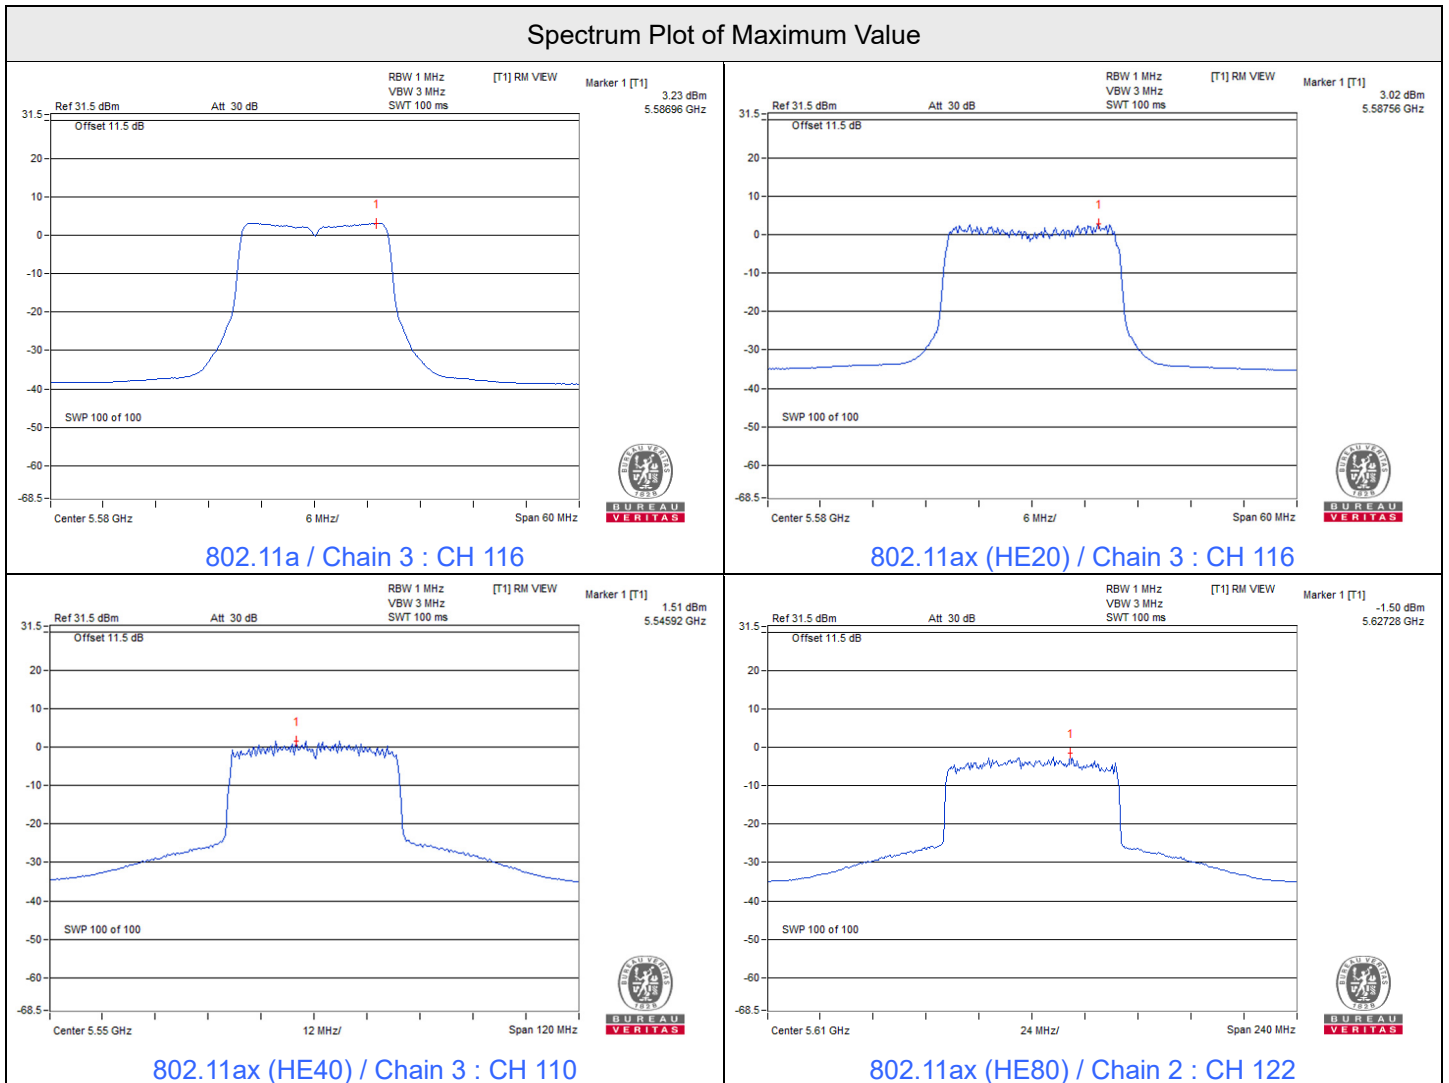 Spectrum Plot of Maximum Value
RBW 1 MHz
[T1] RM VIEW
Marker 1 [T1]
VBW 3 MHz
3.23 dBm
Ref 31.5 dBm
Att 30 dB
SWT 100 ms
5.58696 GHz
31.5
Offset 11.5 dB
20
10
1
0
-10
-20
-30
-40
SWP 100 of 100
-50
-60
-68.5
Center 5.58 GHz
6 MHz/
Span 60 MHz
BUREAU VERITAS
1828
BUREAU
VERITAS
802.11a / Chain 3 : CH 116
RBW 1 MHz
[T1] RM VIEW
Marker 1 [T1]
VBW 3 MHz
3.02 dBm
Ref 31.5 dBm
Att 30 dB
SWT 100 ms
5.58756 GHz
31.5
Offset 11.5 dB
20
10
1
0
-10
-20
-30
-40
SWP 100 of 100
-50
-60
-68.5
Center 5.58 GHz
6 MHz/
Span 60 MHz
BUREAU VERITAS
1828
BUREAU
VERITAS
802.11ax (HE20) / Chain 3 : CH 116
RBW 1 MHz
[T1] RM VIEW
Marker 1 [T1]
VBW 3 MHz
1.51 dBm
Ref 31.5 dBm
Att 30 dB
SWT 100 ms
5.54592 GHz
31.5
Offset 11.5 dB
20
10
1
0
-10
-20
-30
-40
SWP 100 of 100
-50
-60
-68.5
Center 5.55 GHz
12 MHz/
Span 120 MHz
BUREAU VERITAS
1828
BUREAU
VERITAS
802.11ax (HE40) / Chain 3 : CH 110
RBW 1 MHz
[T1] RM VIEW
Marker 1 [T1]
VBW 3 MHz
-1.50 dBm
Ref 31.5 dBm
Att 30 dB
SWT 100 ms
5.62728 GHz
31.5
Offset 11.5 dB
20
10
1
0
-10
-20
-30
-40
SWP 100 of 100
-50
-60
-68.5
Center 5.61 GHz
24 MHz/
Span 240 MHz
BUREAU VERITAS
1828
BUREAU
VERITAS
802.11ax (HE80) / Chain 2 : CH 122